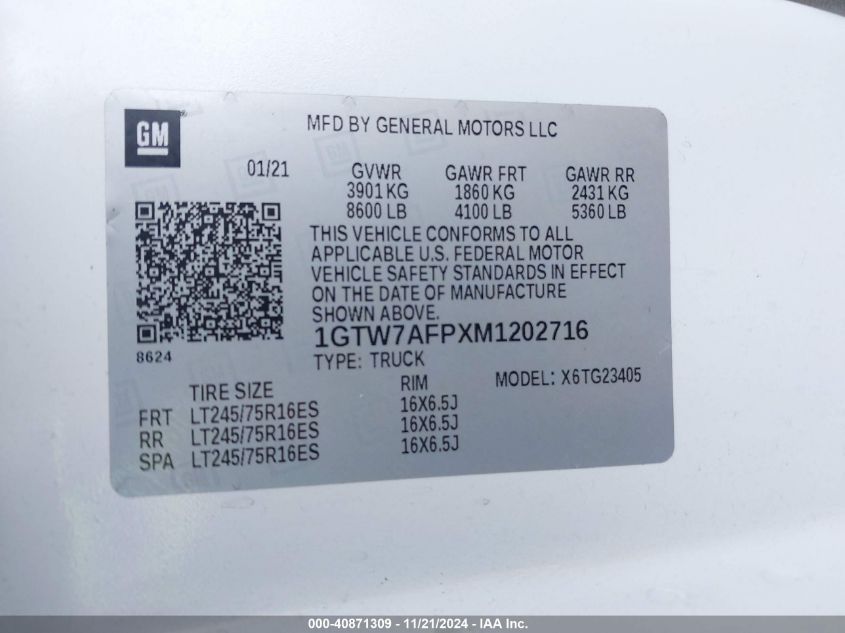 GM
MFD BY GENERAL MOTORS LLC
01/21 GVWR GAWR FRT GAWR RR
3901 KG 1860 KG 2431 KG
8600 LB 4100 LB 5360 LB
THIS VEHICLE CONFORMS TO ALL
APPLICABLE U.S. FEDERAL MOTOR
VEHICLE SAFETY STANDARDS IN EFFECT
ON THE DATE OF MANUFACTURE
SHOWN ABOVE.
1GTW7AFPXM1202716
8624
TYPE: TRUCK
MODEL: X6TG23405
TIRE SIZE RIM
FRT LT245/75R16ES 16X6.5J
RR LT245/75R16ES 16X6.5J
SPA LT245/75R16ES 16X6.5J
000-40871309 - 11/21/2024 - IAA Inc.